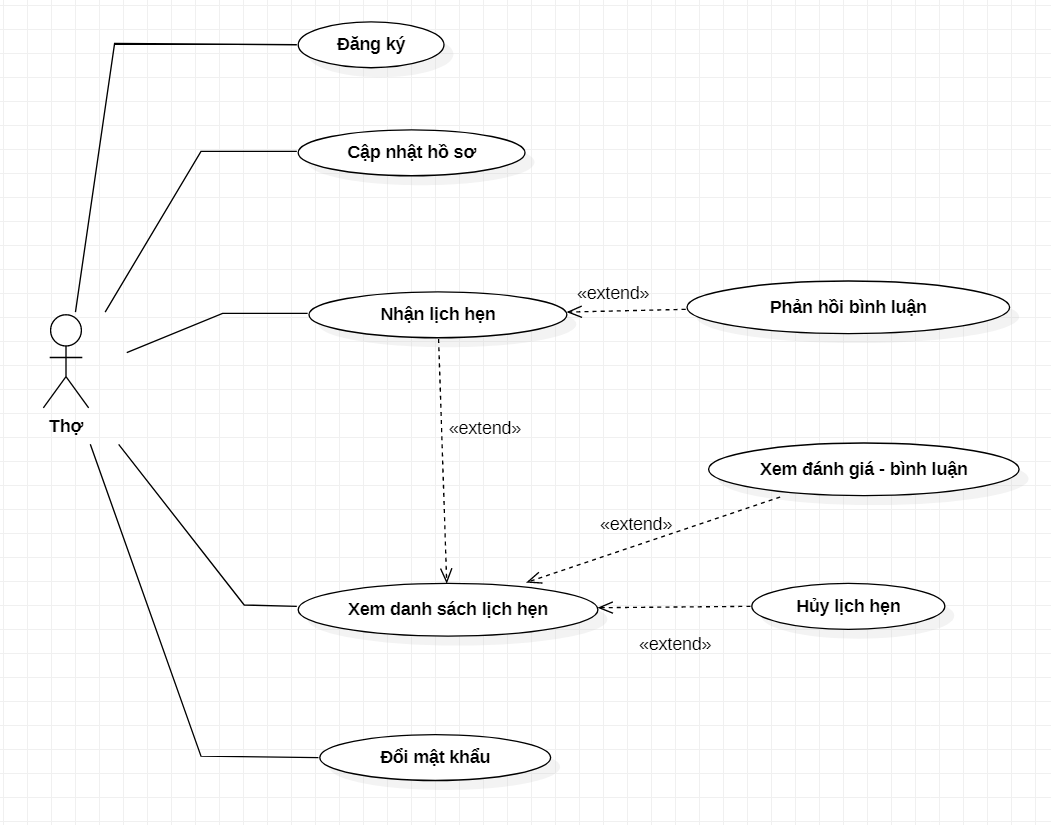 Đăng ký
Cập nhật hồ sơ
«extend»
Nhận lịch hẹn
Phản hồi bình luận
Thợ
«extend»
Xem đánh giá - bình luận
«extend»
Xem danh sách lịch hẹn
Hủy lịch hẹn
«extend»
Đổi mật khẩu